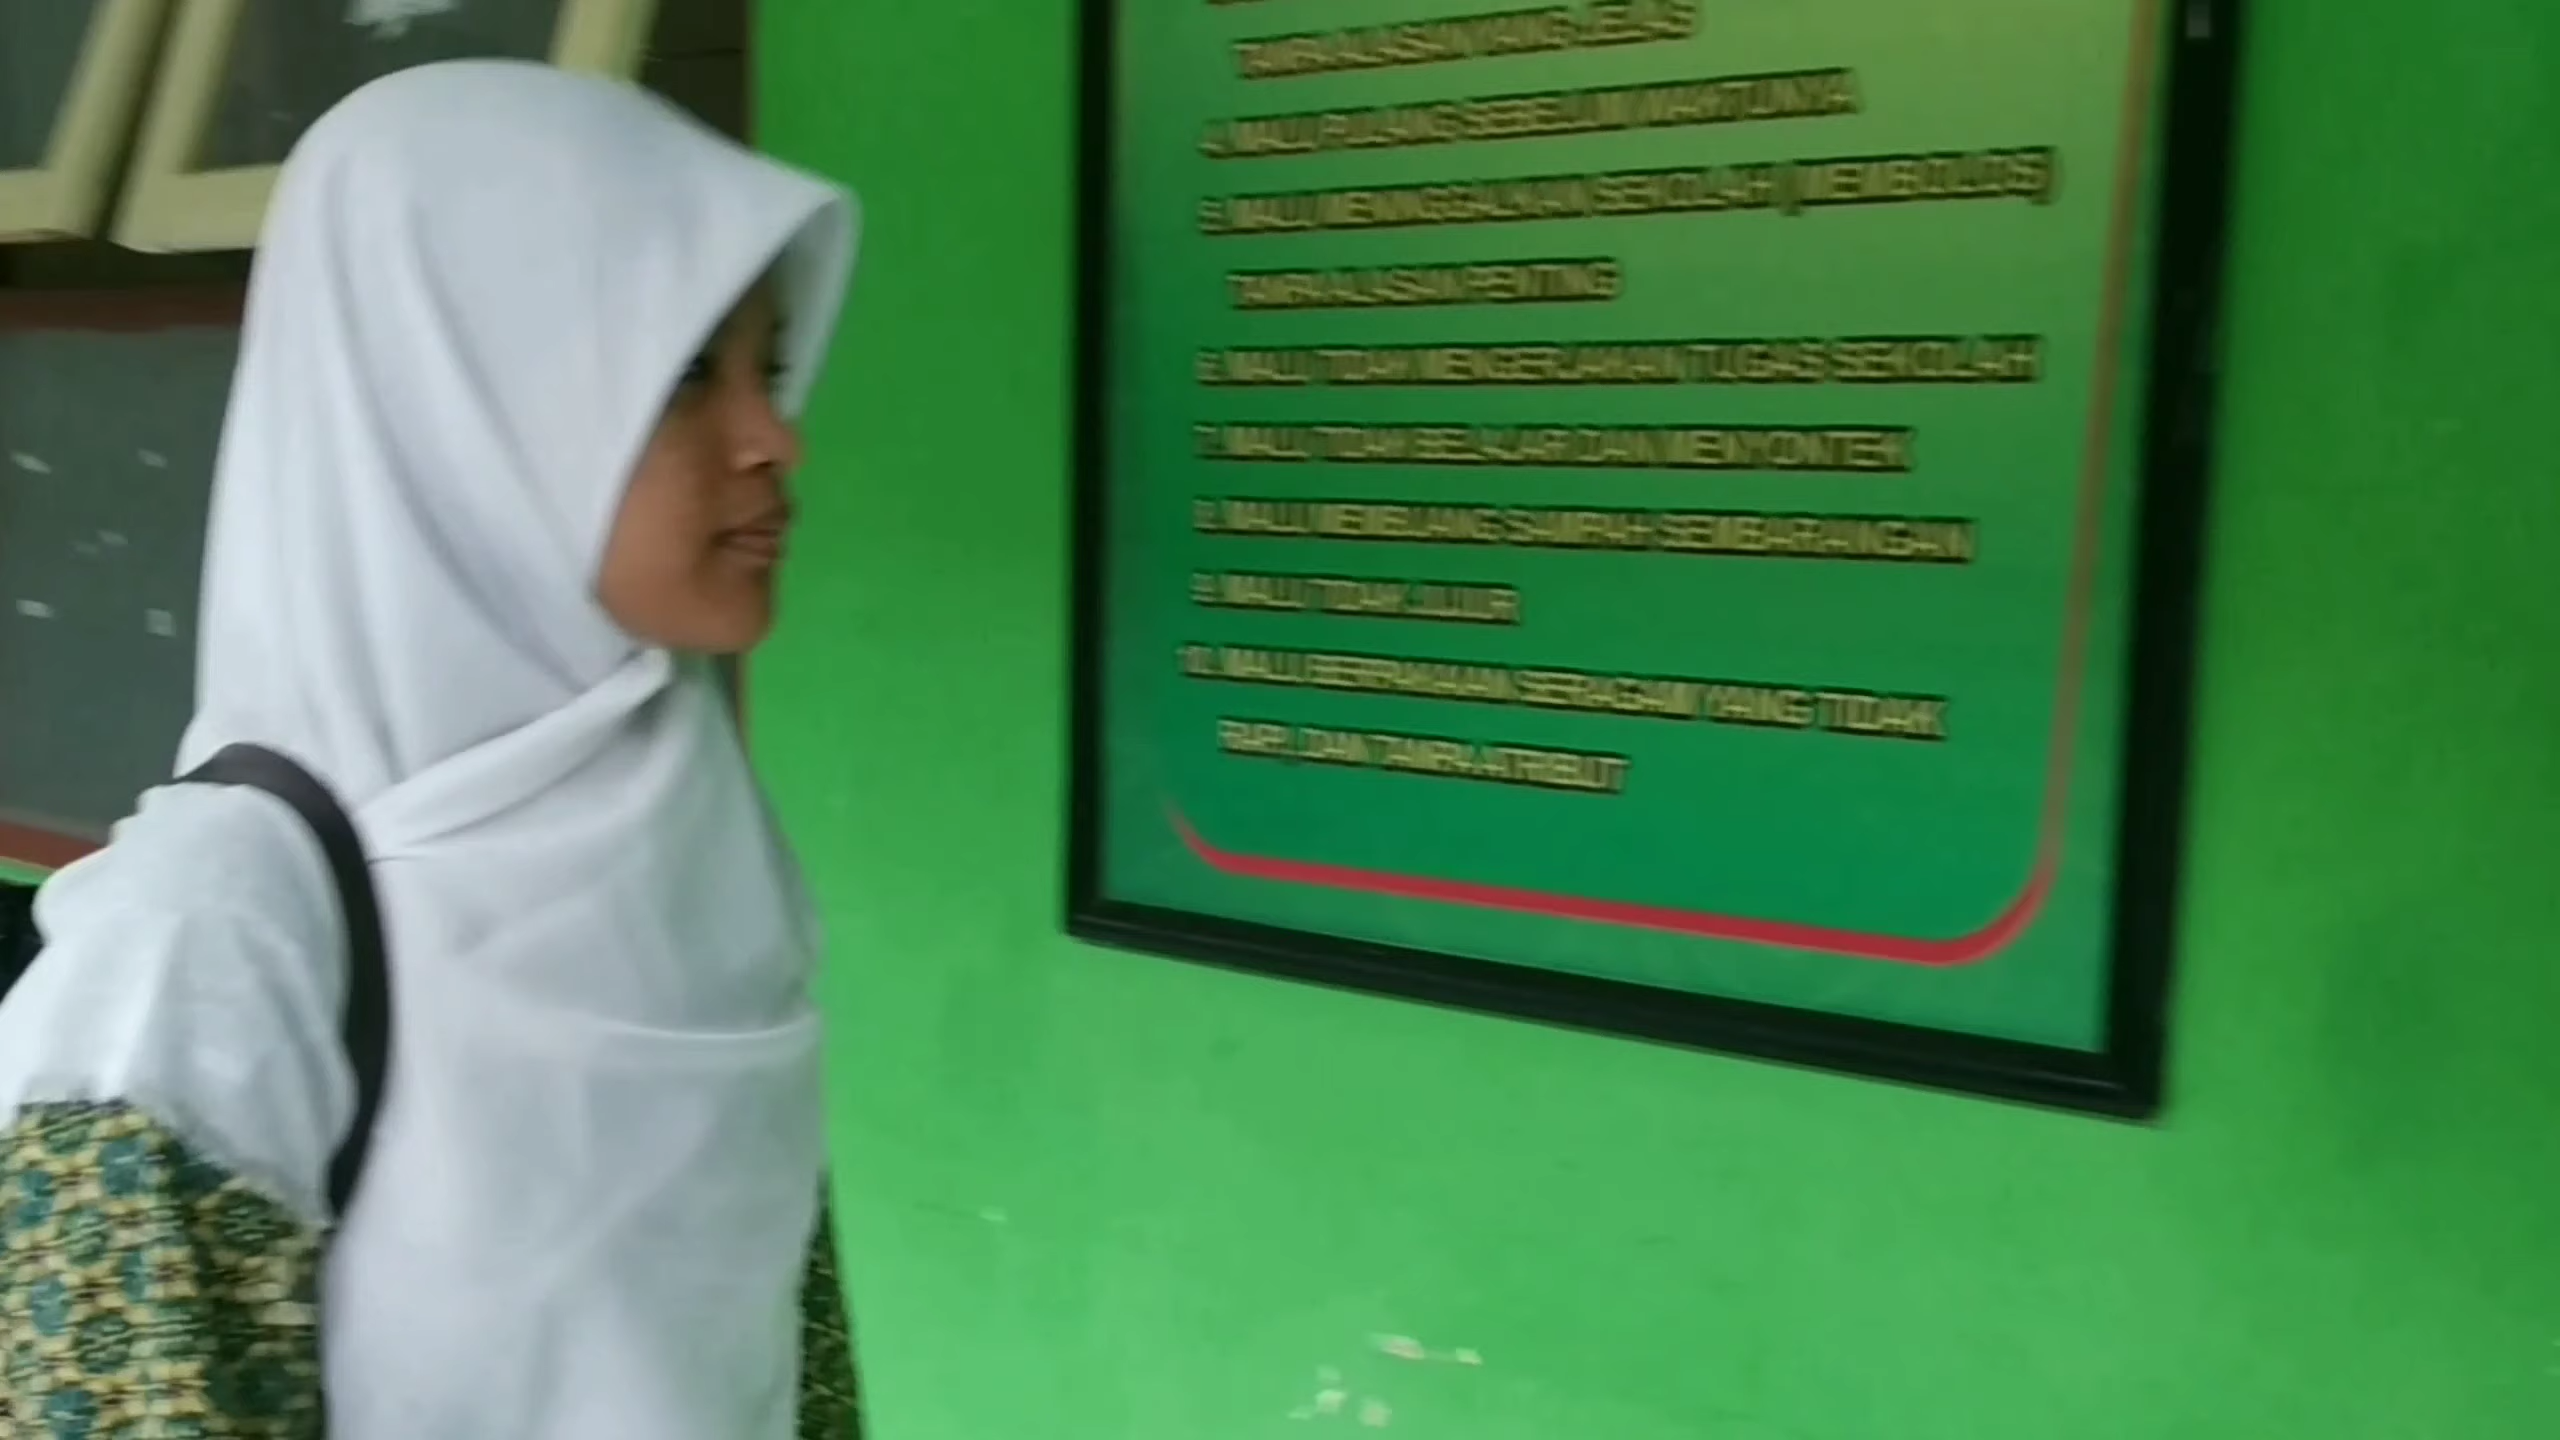 TANPA ALASAN YANG JELAS
4. MALU PULANG SEBELUM WAKTUNYA
5. MALU MENINGGALKAN SEKOLAH (MEMBOLOS)
TANPA ALASAN PENTING
6. MALU TIDAK MENGERJAKAN TUGAS SEKOLAH
7. MALU TIDAK BELAJAR DAN MENYONTEK
8. MALU MEMBUANG SAMPAH SEMBARANGAN
9. MALU TIDAK JUJUR
10. MALU BERPAKAIAN SERAGAM YANG TIDAK
RAPI, DAN TANPA ATRIBUT